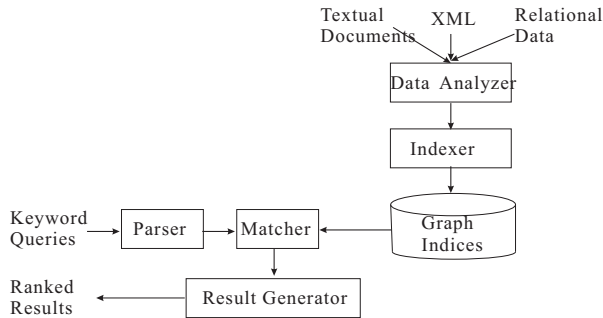 Textual
Documents
XML
Relational
Data
Data Analyzer
Indexer
Graph
Indices
Keyword
Queries
Parser
Matcher
Ranked
Results
Result Generator